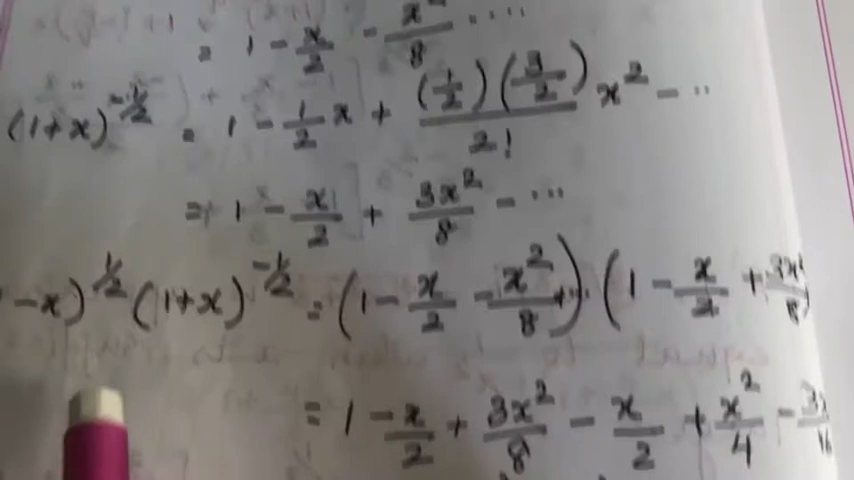 = 1 - x/2 - x²/8 ....
(1+x)^{-1/2} = 1 - 1/2 x + (1/2)(3/2)/2! x² - ..
= 1 - x/2 + 3x²/8 - ...
-x)^{1/2} (1+x)^{-1/2} = (1 - x/2 - x²/8 + ...) (1 - x/2 + 3x²/8
= 1 - x/2 + 3x²/8 - x/2 + x²/4 - 3x/16